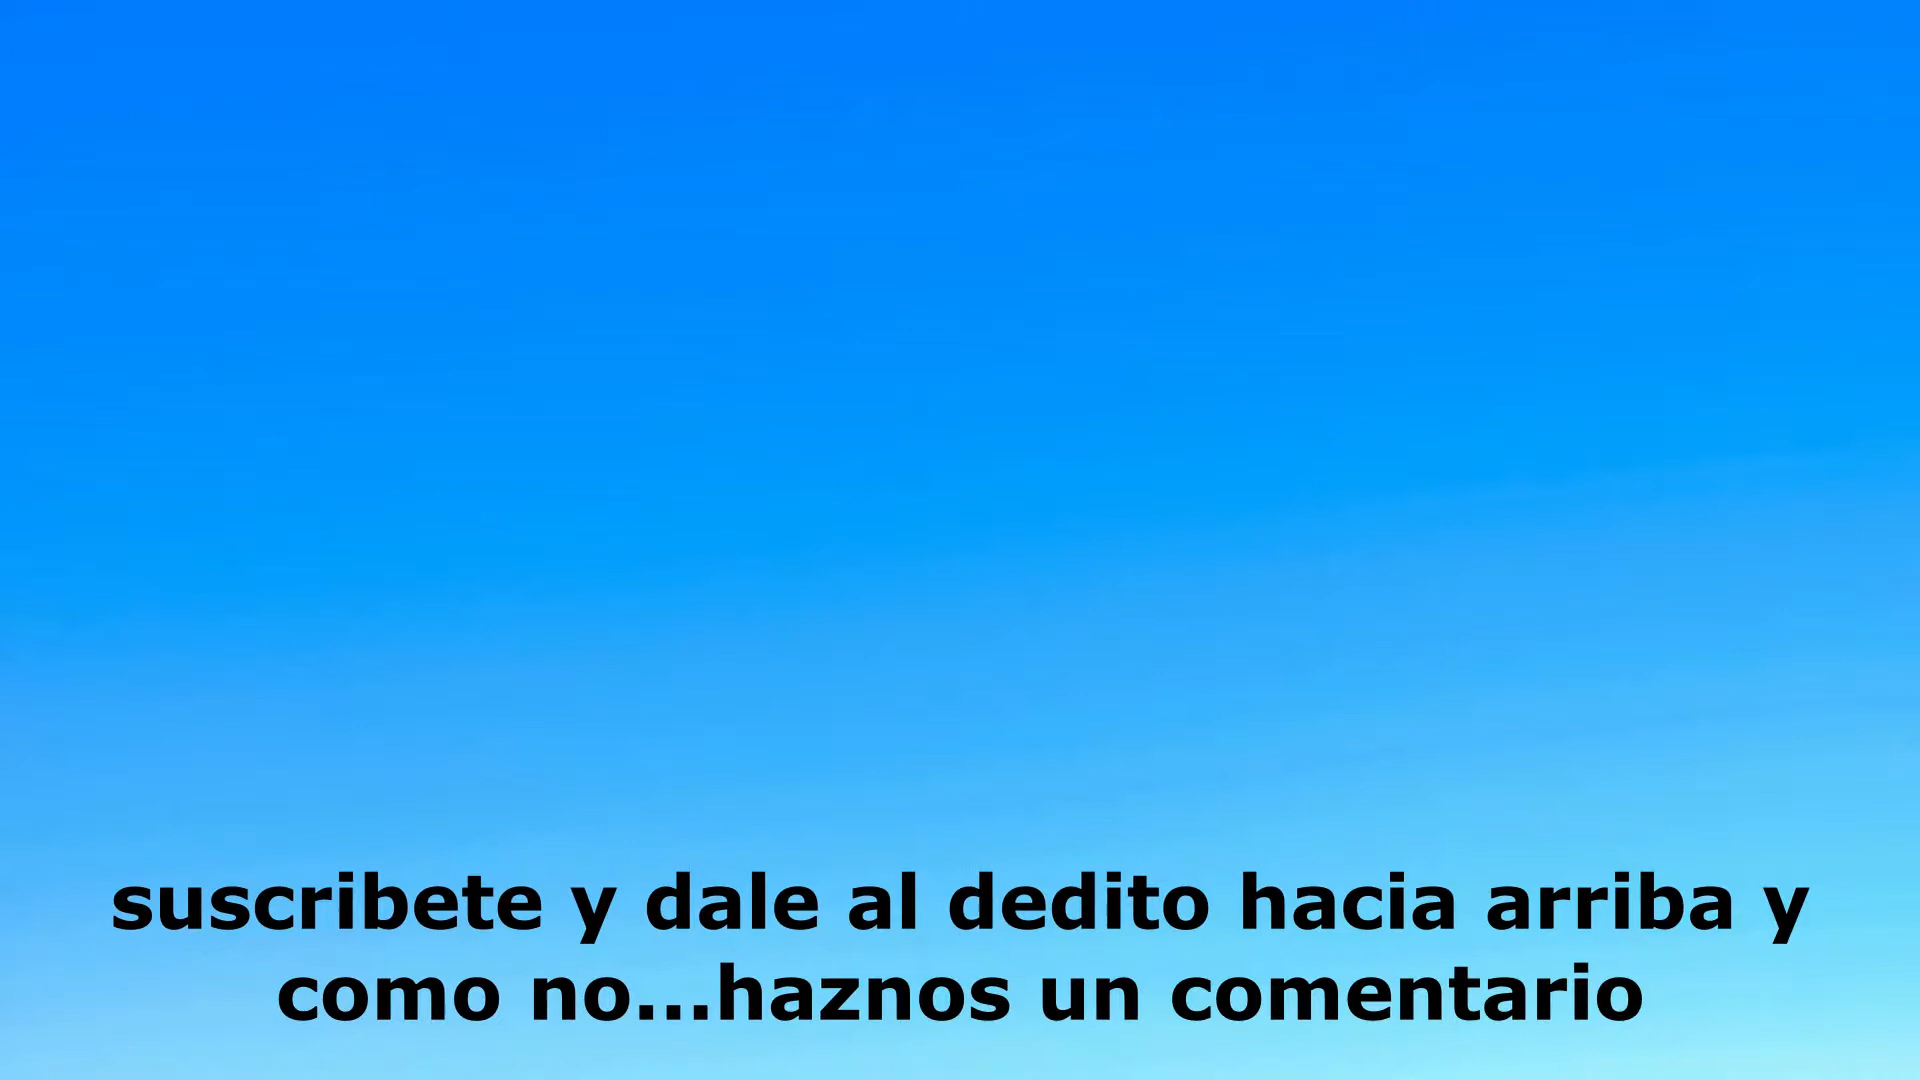 suscribete y dale al dedito hacia arriba y
como no...haznos un comentario